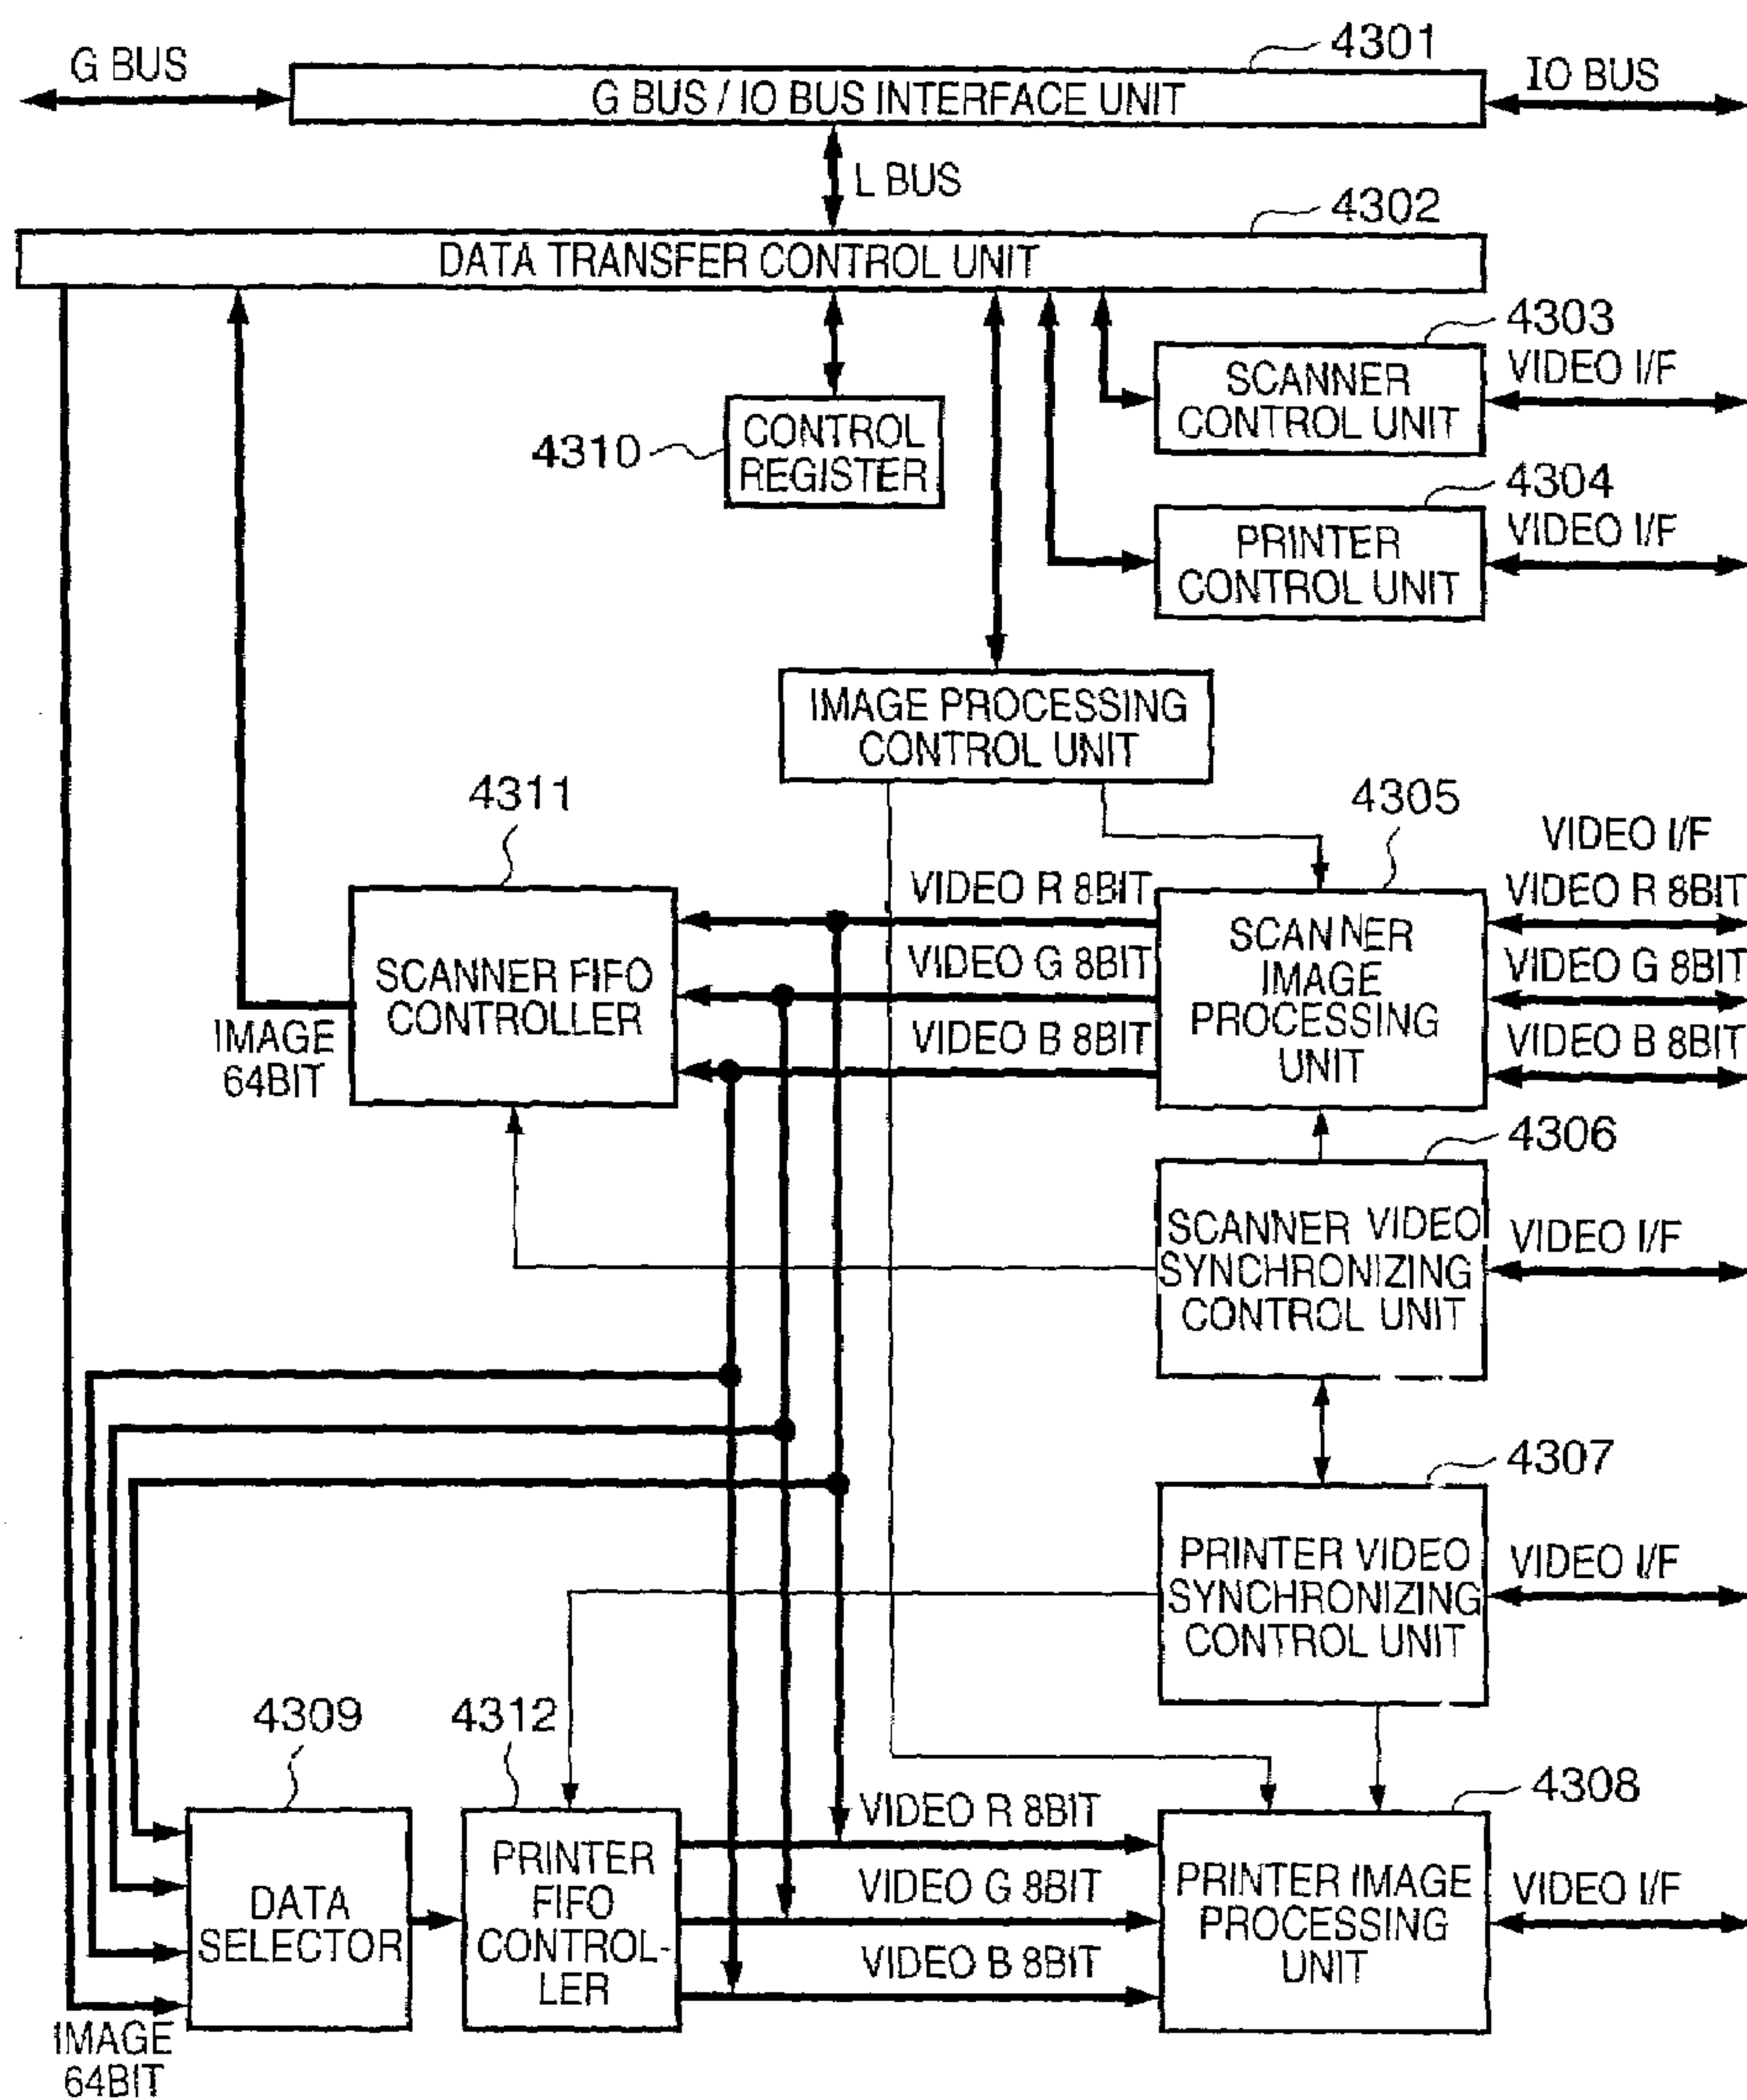 4301
G BUS
IO BUS
G BUS / IO BUS INTERFACE UNIT
L BUS
4302
DATA TRANSFER CONTROL UNIT
4303
VIDEO I/F
SCANNER
CONTROL UNIT
4310
CONTROL
REGISTER
4304
VIDEO I/F
PRINTER
CONTROL UNIT
IMAGE PROCESSING
CONTROL UNIT
4311
4305
VIDEO I/F
VIDEO R 8BIT
VIDEO R 8BIT
SCANNER
IMAGE
PROCESSING
UNIT
SCANNER FIFO
CONTROLLER
VIDEO G 8BIT
VIDEO G 8BIT
IMAGE
64BIT
VIDEO B 8BIT
VIDEO B 8BIT
4306
SCANNER VIDEO
SYNCHRONIZING
CONTROL UNIT
VIDEO I/F
4307
PRINTER VIDEO
SYNCHRONIZING
CONTROL UNIT
VIDEO I/F
4309
4312
4308
DATA
SELECTOR
PRINTER
FIFO
CONTROL-
LER
VIDEO R 8BIT
VIDEO G 8BIT
VIDEO B 8BIT
PRINTER IMAGE
PROCESSING
UNIT
VIDEO I/F
IMAGE
64BIT